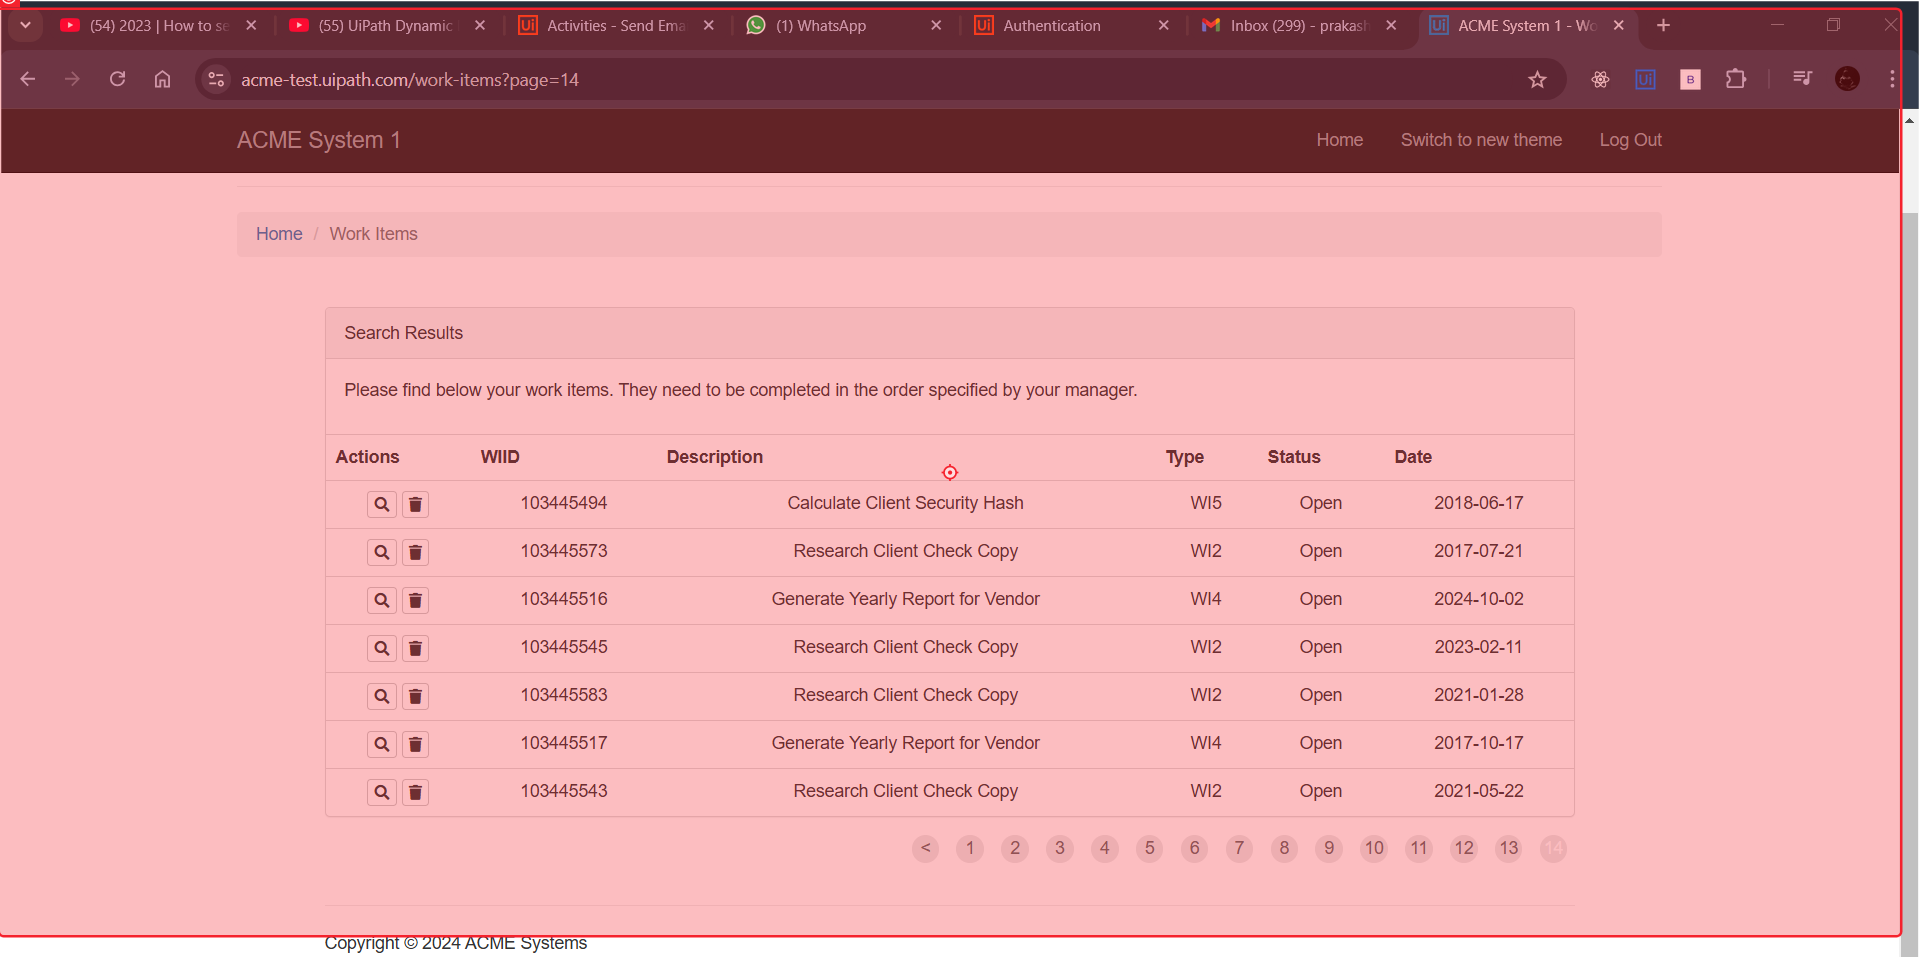 (54) 2023 | How to se
(55) UiPath Dynamic
Activities - Send Ema
(1) WhatsApp
Authentication
Inbox (299) - prakash
ACME System 1 - Wo
acme-test.uipath.com/work-items?page=14
ACME System 1
Home
Switch to new theme
Log Out
Home / Work Items
Search Results
Please find below your work items. They need to be completed in the order specified by your manager.
Actions WIID Description Type Status Date
103445494 Calculate Client Security Hash WI5 Open 2018-06-17
103445573 Research Client Check Copy WI2 Open 2017-07-21
103445516 Generate Yearly Report for Vendor WI4 Open 2024-10-02
103445545 Research Client Check Copy WI2 Open 2023-02-11
103445583 Research Client Check Copy WI2 Open 2021-01-28
103445517 Generate Yearly Report for Vendor WI4 Open 2017-10-17
103445543 Research Client Check Copy WI2 Open 2021-05-22
< 1 2 3 4 5 6 7 8 9 10 11 12 13 14
Copyright © 2024 ACME Systems